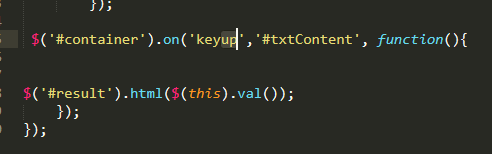 });
$('#container').on('keyup','#txtContent', function(){
$('#result').html($(this).val());
});
});